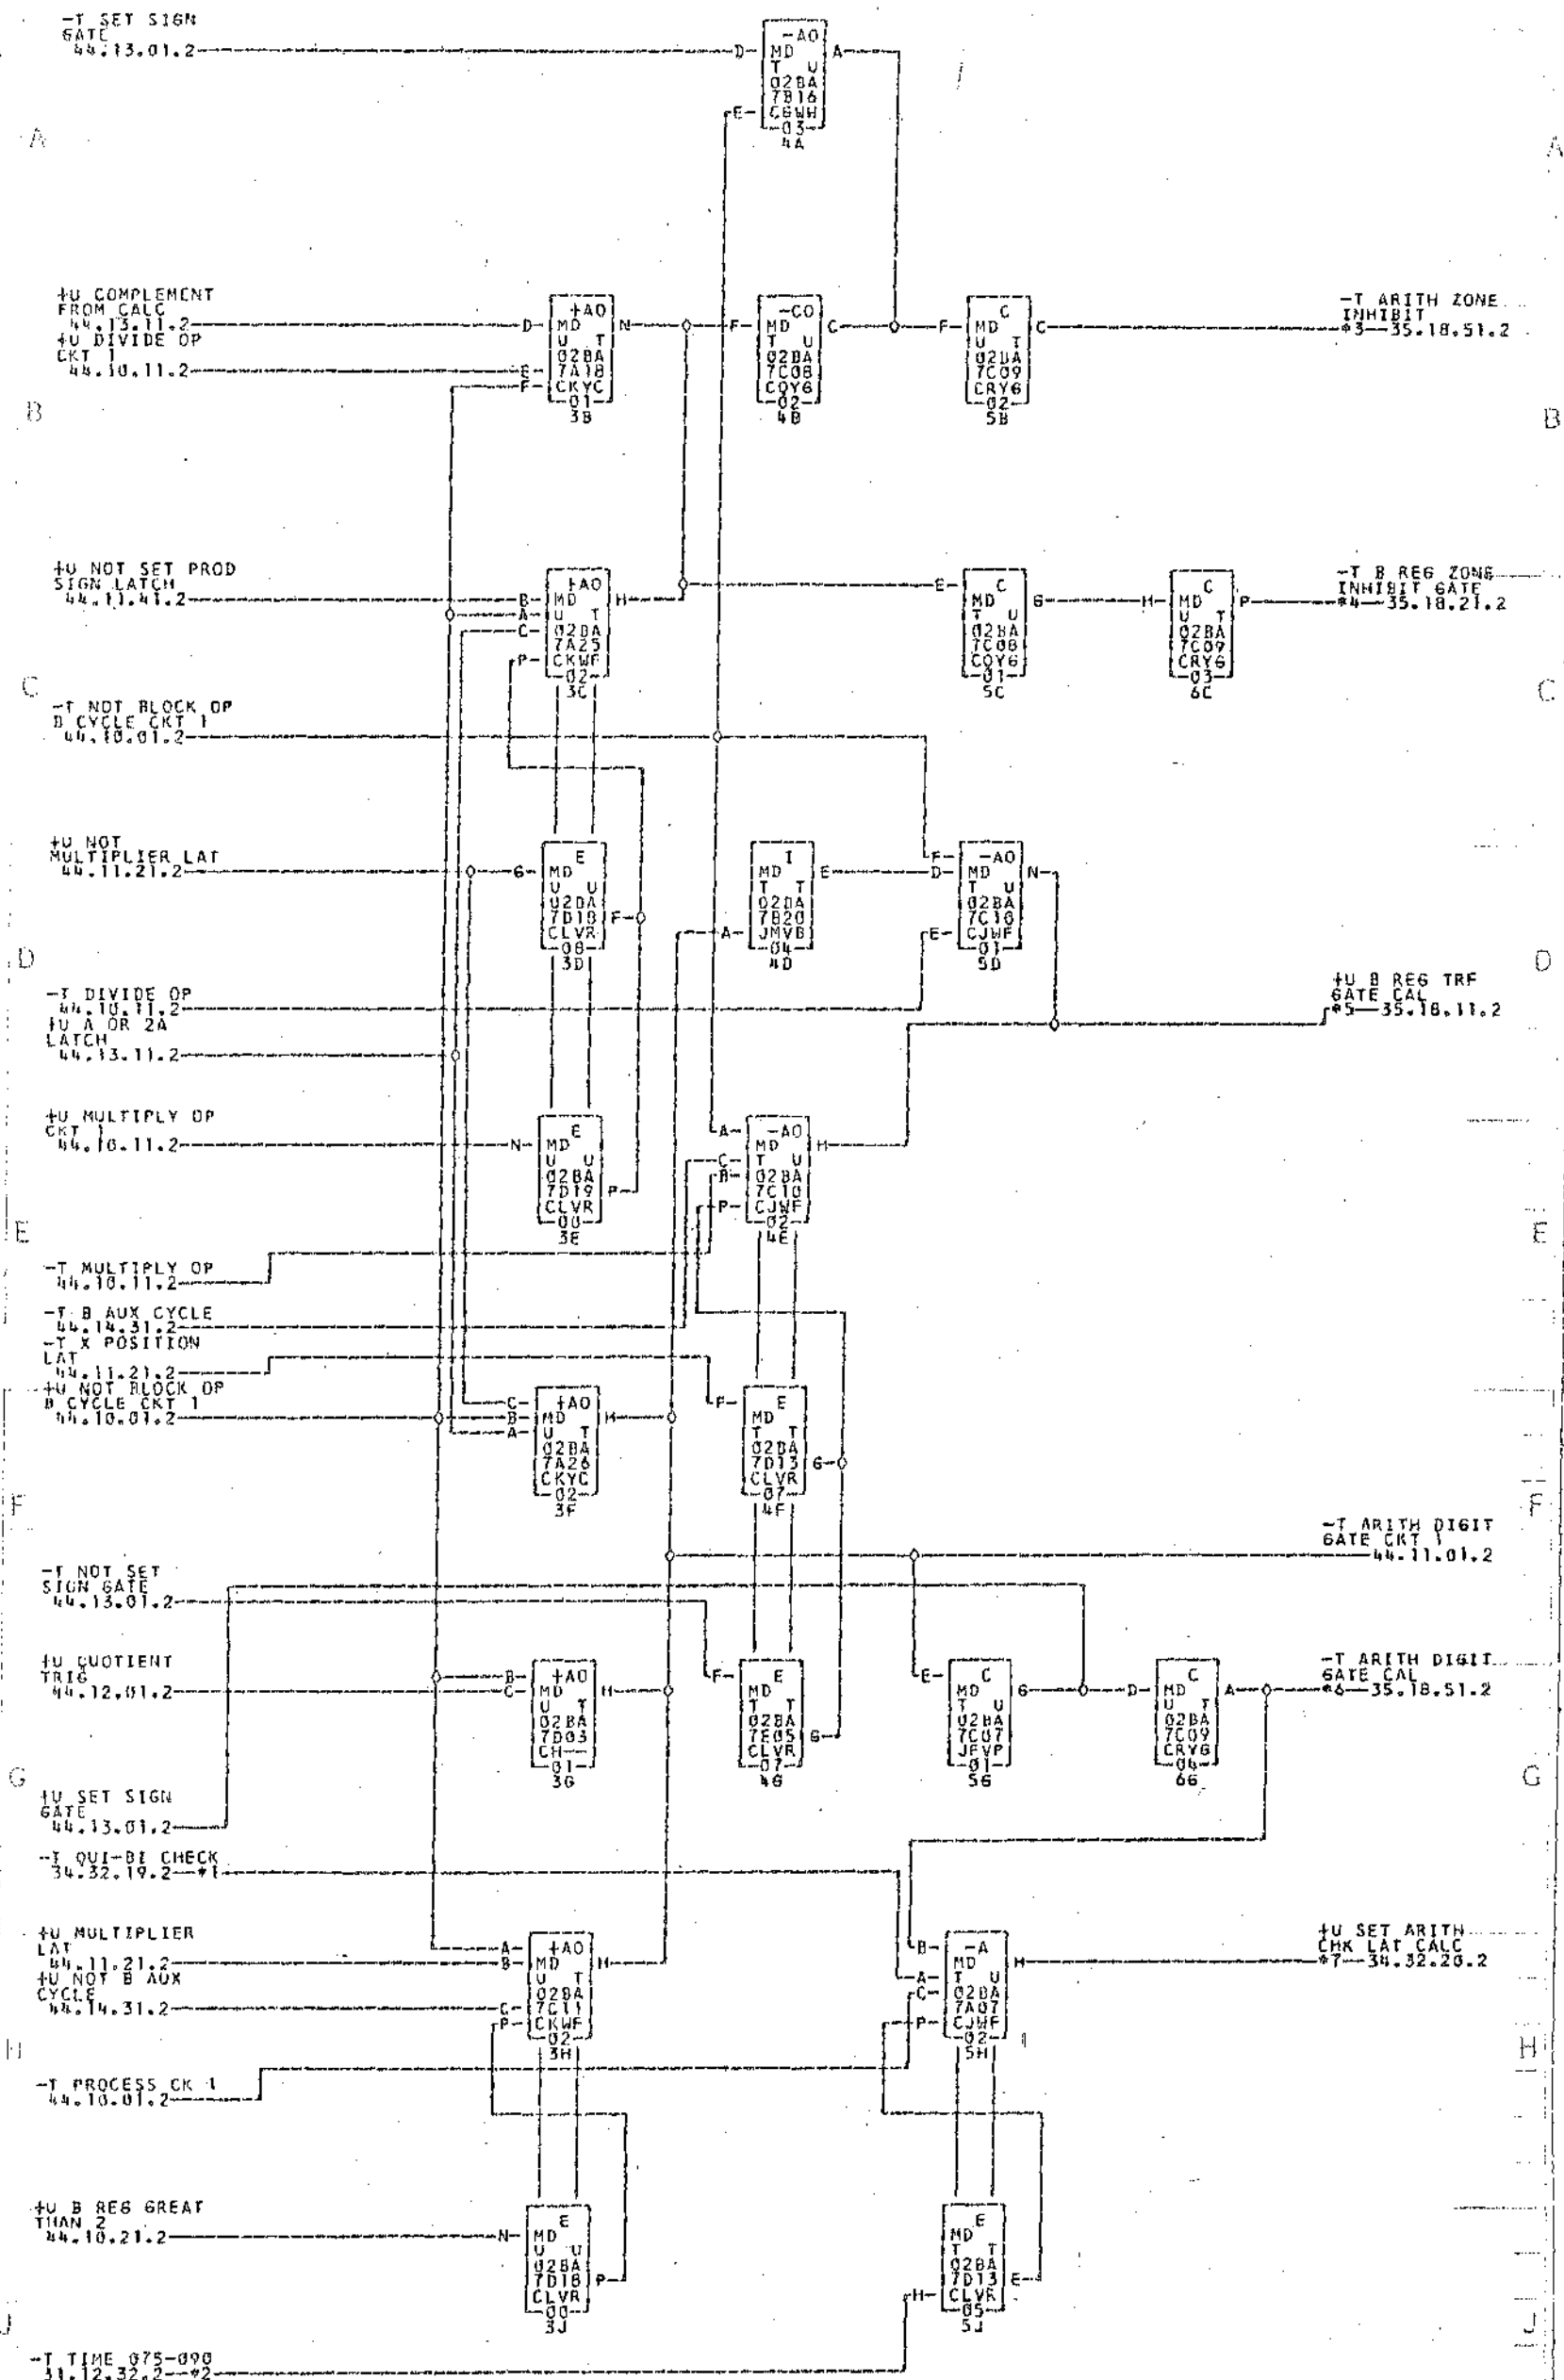 -T SET SIGN
GATE
44.13.01.2
D-
-AO
MD
A
T U
02BA
7B16
E-
CGWH
-03-
4A
A
A
+U COMPLEMENT
FROM CALC
44.13.11.2
+U DIVIDE OP
CKT 1
44.10.11.2
D-
+AO
MD
N
U T
02BA
7A18
E-
F-
CKYC
-01-
3B
F-
-CO
MD
C
T U
02BA
7C08
CQYG
-02-
4B
F-
C
MD
C
U T
02BA
7C09
CRYG
-02-
5B
-T ARITH ZONE
INHIBIT
*3—35.18.51.2
B
B
+U NOT SET PROD
SIGN LATCH
44.11.41.2
B-
A-
C-
P-
+AO
MD
H
U T
02BA
7A25
CKWF
-02-
3C
E-
C
MD
G
T U
02BA
7C08
CQYG
-01-
5C
H-
C
MD
P
U T
02BA
7C09
CRYG
-03-
6C
-T B REG ZONE
INHIBIT GATE
*4—35.18.21.2
C
C
-T NOT BLOCK OP
B CYCLE CKT 1
44.10.01.2
+U NOT
MULTIPLIER LAT
44.11.21.2
G-
E
MD
U U
02BA
7D18
F-
CLVR
-08-
3D
A-
I
MD
E
T T
02BA
7B20
JMVB
-04-
4D
F-
D-
E-
-AO
MD
N
T U
02BA
7C10
CJWF
-01-
5D
D
D
-T DIVIDE OP
44.10.11.2
+U A OR 2A
LATCH
44.13.11.2
+U B REG TRF
GATE CAL
*5—35.18.11.2
+U MULTIPLY OP
CKT 1
44.10.11.2
N-
E
MD
U U
02BA
7D19
P
CLVR
-00-
3E
A-
C-
B-
P-
-AO
MD
H
T U
02BA
7C10
CJWF
-02-
4E
E
E
-T MULTIPLY OP
44.10.11.2
-T B AUX CYCLE
44.14.31.2
-T X POSITION
LAT
44.11.21.2
+U NOT BLOCK OP
B CYCLE CKT 1
44.10.01.2
C-
B-
A-
+AO
MD
H
U T
02BA
7A26
CKYC
-02-
3F
F-
E
MD
T T
02BA
7D13
G
CLVR
-07-
4F
F
F
-T ARITH DIGIT
GATE CKT 1
44.11.01.2
-T NOT SET
SIGN GATE
44.13.01.2
+U QUOTIENT
TRIG
44.12.01.2
B-
C-
+AO
MD
H
U T
02BA
7D03
CH--
-01-
3G
F-
E
MD
T T
02BA
7E05
G
CLVR
-07-
4G
E-
C
MD
G
T U
02BA
7C07
JFVP
-01-
5G
D-
C
MD
A
U T
02BA
7C09
CRYG
-04-
6G
-T ARITH DIGIT
GATE CAL
*6—35.18.51.2
G
G
+U SET SIGN
GATE
44.13.01.2
-T QUI-BI CHECK
34.32.19.2—*1
+U MULTIPLIER
LAT
44.11.21.2
+U NOT B AUX
CYCLE
44.14.31.2
A-
B-
C-
P-
+AO
MD
H
U T
02BA
7C11
CKWF
-02-
3H
B-
A-
C-
P-
-A
MD
H
T U
02BA
7A07
CJWF
-02-
5H
+U SET ARITH
CHK LAT CALC
*7—34.32.20.2
H
H
-T PROCESS CK 1
44.10.01.2
+U B REG GREAT
THAN 2
44.10.21.2
N-
E
MD
U U
02BA
7D18
P
CLVR
-00-
3J
H-
E
MD
T T
02BA
7D13
E
CLVR
-05-
5J
J
J
-T TIME 075-090
31.12.32.2—*2